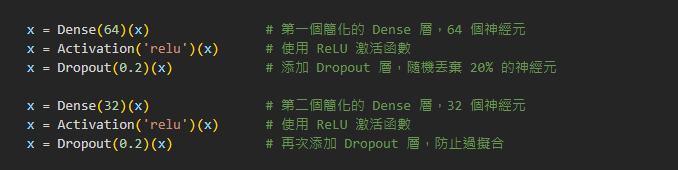 x = Dense(64)(x) # 第一個簡化的 Dense 層，64 個神經元
x = Activation('relu')(x) # 使用 ReLU 激活函數
x = Dropout(0.2)(x) # 添加 Dropout 層，隨機丟棄 20% 的神經元
x = Dense(32)(x) # 第二個簡化的 Dense 層，32 個神經元
x = Activation('relu')(x) # 使用 ReLU 激活函數
x = Dropout(0.2)(x) # 再次添加 Dropout 層，防止過擬合